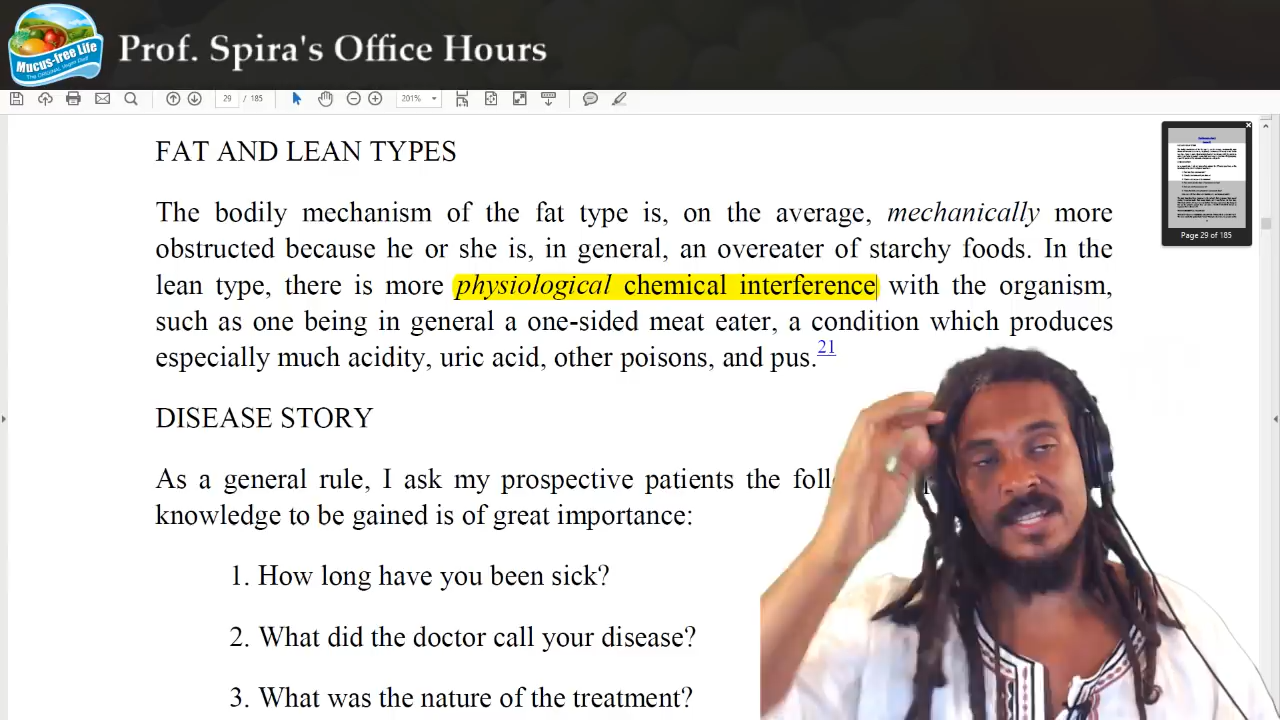 Prof. Spira's Office Hours
Mucus-free Life
The ORIGINAL Vegan Diet
29 / 185
201%
FAT AND LEAN TYPES
The bodily mechanism of the fat type is, on the average, mechanically more
obstructed because he or she is, in general, an overeater of starchy foods. In the
lean type, there is more physiological chemical interference with the organism,
such as one being in general a one-sided meat eater, a condition which produces
especially much acidity, uric acid, other poisons, and pus.21
Page 29 of 185
DISEASE STORY
As a general rule, I ask my prospective patients the
knowledge to be gained is of great importance:
1. How long have you been sick?
2. What did the doctor call your disease?
3. What was the nature of the treatment?